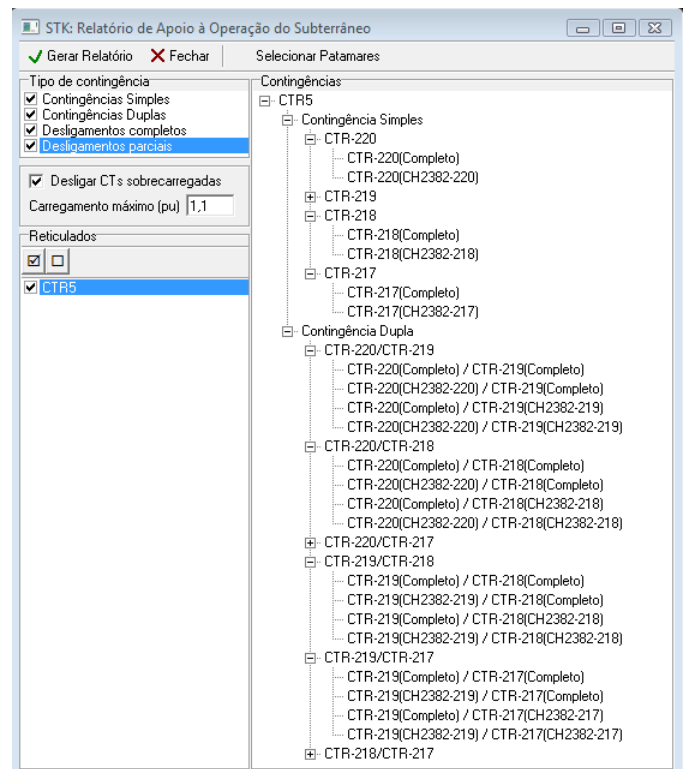 STK: Relatório de Apoio à Operação do Subterrâneo
Gerar Relatório Fechar Selecionar Patamares
Tipo de contingência
Contingências Simples
Contingências Duplas
Desligamentos completos
Desligamentos parciais
Desligar CTs sobrecarregadas
Carregamento máximo (pu) 1,1
Reticulados
CTR5
Contingências
CTR5
Contingência Simples
CTR-220
CTR-220(Completo)
CTR-220(CH2382-220)
CTR-219
CTR-218
CTR-218(Completo)
CTR-218(CH2382-218)
CTR-217
CTR-217(Completo)
CTR-217(CH2382-217)
Contingência Dupla
CTR-220/CTR-219
CTR-220(Completo) / CTR-219(Completo)
CTR-220(CH2382-220) / CTR-219(Completo)
CTR-220(Completo) / CTR-219(CH2382-219)
CTR-220(CH2382-220) / CTR-219(CH2382-219)
CTR-220/CTR-218
CTR-220(Completo) / CTR-218(Completo)
CTR-220(CH2382-220) / CTR-218(Completo)
CTR-220(Completo) / CTR-218(CH2382-218)
CTR-220(CH2382-220) / CTR-218(CH2382-218)
CTR-220/CTR-217
CTR-219/CTR-218
CTR-219(Completo) / CTR-218(Completo)
CTR-219(CH2382-219) / CTR-218(Completo)
CTR-219(Completo) / CTR-218(CH2382-218)
CTR-219(CH2382-219) / CTR-218(CH2382-218)
CTR-219/CTR-217
CTR-219(Completo) / CTR-217(Completo)
CTR-219(CH2382-219) / CTR-217(Completo)
CTR-219(Completo) / CTR-217(CH2382-217)
CTR-219(CH2382-219) / CTR-217(CH2382-217)
CTR-218/CTR-217